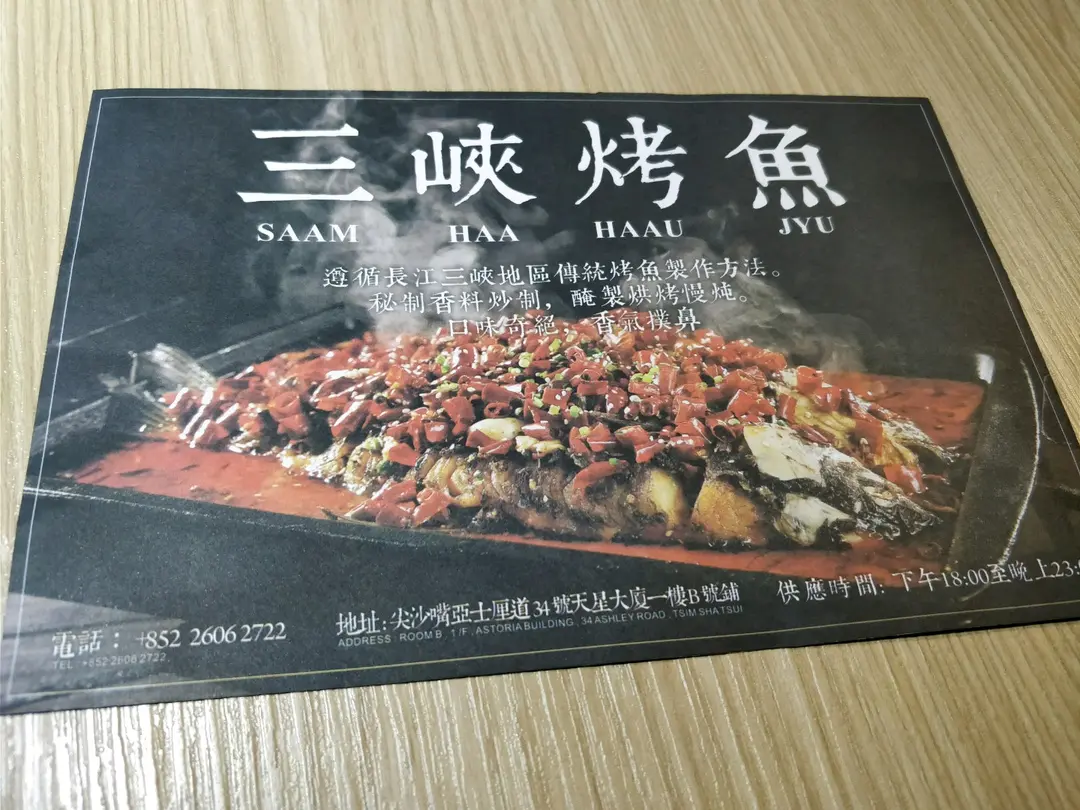 三峽烤魚
SAAM HAA HAAU JYU
遵循長江三峽地區傳統烤魚製作方法。
秘制香料炒制，醃製烘烤慢炖。
口味奇絕，香氣撲鼻
電話：+852 2606 2722
TEL : +852 2606 2722
地址:尖沙嘴亞士厘道34號天星大廈一樓B號鋪
ADDRESS : ROOM B , 1/F , ASTORIA BUILDING , 34 ASHLEY ROAD , TSIM SHA TSUI
供應時間: 下午18:00至晚上23: